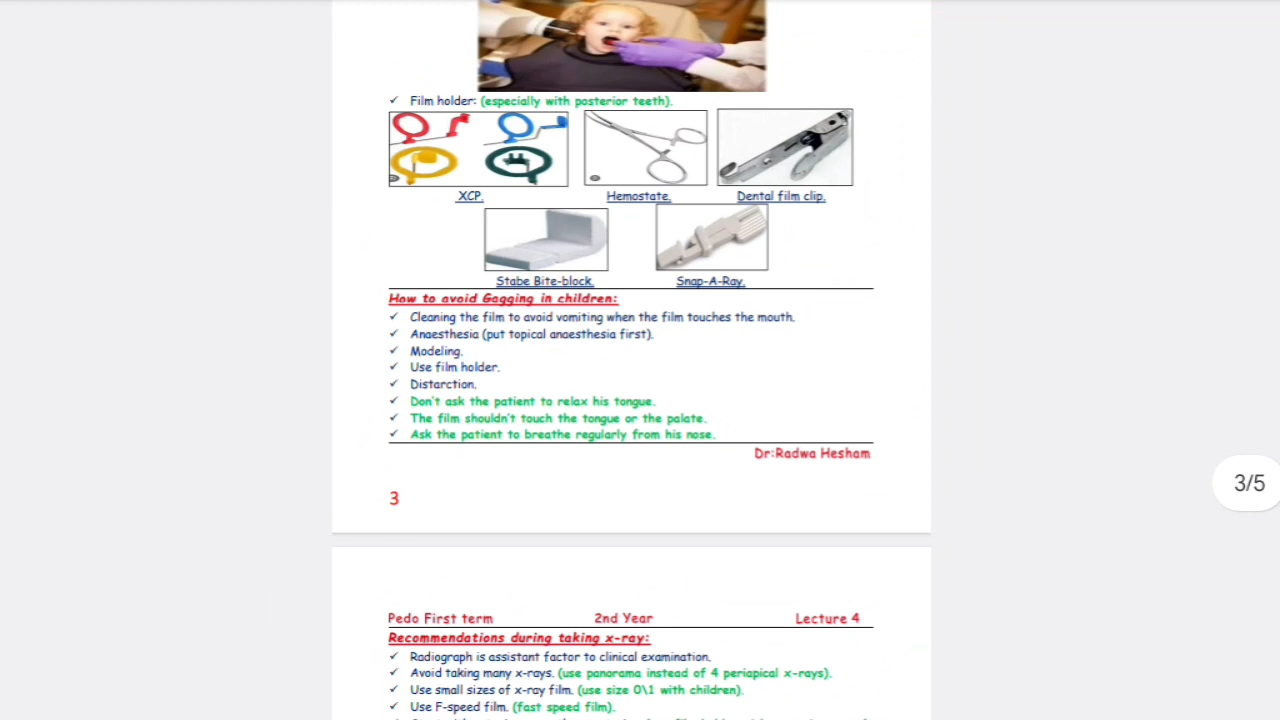 ✓ Film holder: (especially with posterior teeth).
XCP.
Hemostate.
Dental film clip.
Stabe Bite-block.
Snap-A-Ray.
How to avoid Gagging in children:
✓ Cleaning the film to avoid vomiting when the film touches the mouth.
✓ Anaesthesia (put topical anaesthesia first).
✓ Modeling.
✓ Use film holder.
✓ Distarction.
✓ Don't ask the patient to relax his tongue.
✓ The film shouldn't touch the tongue or the palate.
✓ Ask the patient to breathe regularly from his nose.
Dr:Radwa Hesham
3
3/5
Pedo First term 2nd Year Lecture 4
Recommendations during taking x-ray:
✓ Radiograph is assistant factor to clinical examination.
✓ Avoid taking many x-rays. (use panorama instead of 4 periapical x-rays).
✓ Use small sizes of x-ray film. (use size 0\1 with children).
✓ Use F-speed film. (fast speed film).